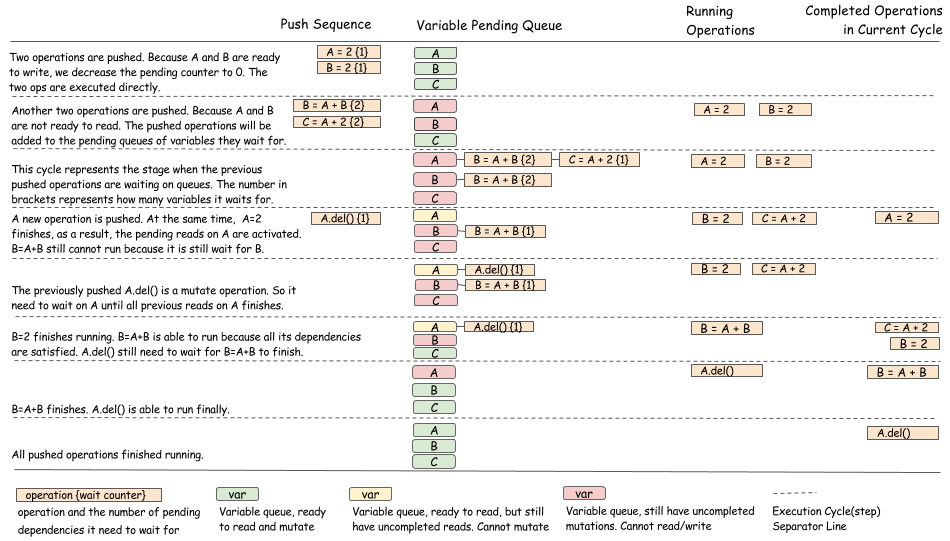 Push Sequence
Variable Pending Queue
Running
Operations
Completed Operations
in Current Cycle
Two operations are pushed. Because A and B are ready
to write, we decrease the pending counter to 0. The
two ops are executed directly.
A = 2 {1}
B = 2 {1}
A
B
C
Another two operations are pushed. Because A and B
are not ready to read. The pushed operations will be
added to the pending queues of variables they wait for.
B = A + B {2}
C = A + 2 {2}
A
B
C
A = 2
B = 2
This cycle represents the stage when the previous
pushed operations are waiting on queues. The number in
brackets represents how many variables it waits for.
A
B = A + B {2}
C = A + 2 {1}
B
B = A + B {2}
C
A = 2
B = 2
A new operation is pushed. At the same time, A=2
finishes, as a result, the pending reads on A are activated.
B=A+B still cannot run because it is still wait for B.
A.del() {1}
A
B
B = A + B {1}
C
B = 2
C = A + 2
A = 2
The previously pushed A.del() is a mutate operation. So it
need to wait on A until all previous reads on A finishes.
A
A.del() {1}
B
B = A + B {1}
C
B = 2
C = A + 2
B=2 finishes running. B=A+B is able to run because all its dependencies
are satisfied. A.del() still need to wait for B=A+B to finish.
A
A.del() {1}
B
C
B = A + B
C = A + 2
B = 2
B=A+B finishes. A.del() is able to run finally.
A
B
C
A.del()
B = A + B
All pushed operations finished running.
A
B
C
A.del()
operation {wait counter}
operation and the number of pending
dependencies it need to wait for
var
Variable queue, ready
to read and mutate
var
Variable queue, ready to read, but still
have uncompleted reads. Cannot mutate
var
Variable queue, still have uncompleted
mutations. Cannot read/write
Execution Cycle(step)
Separator Line